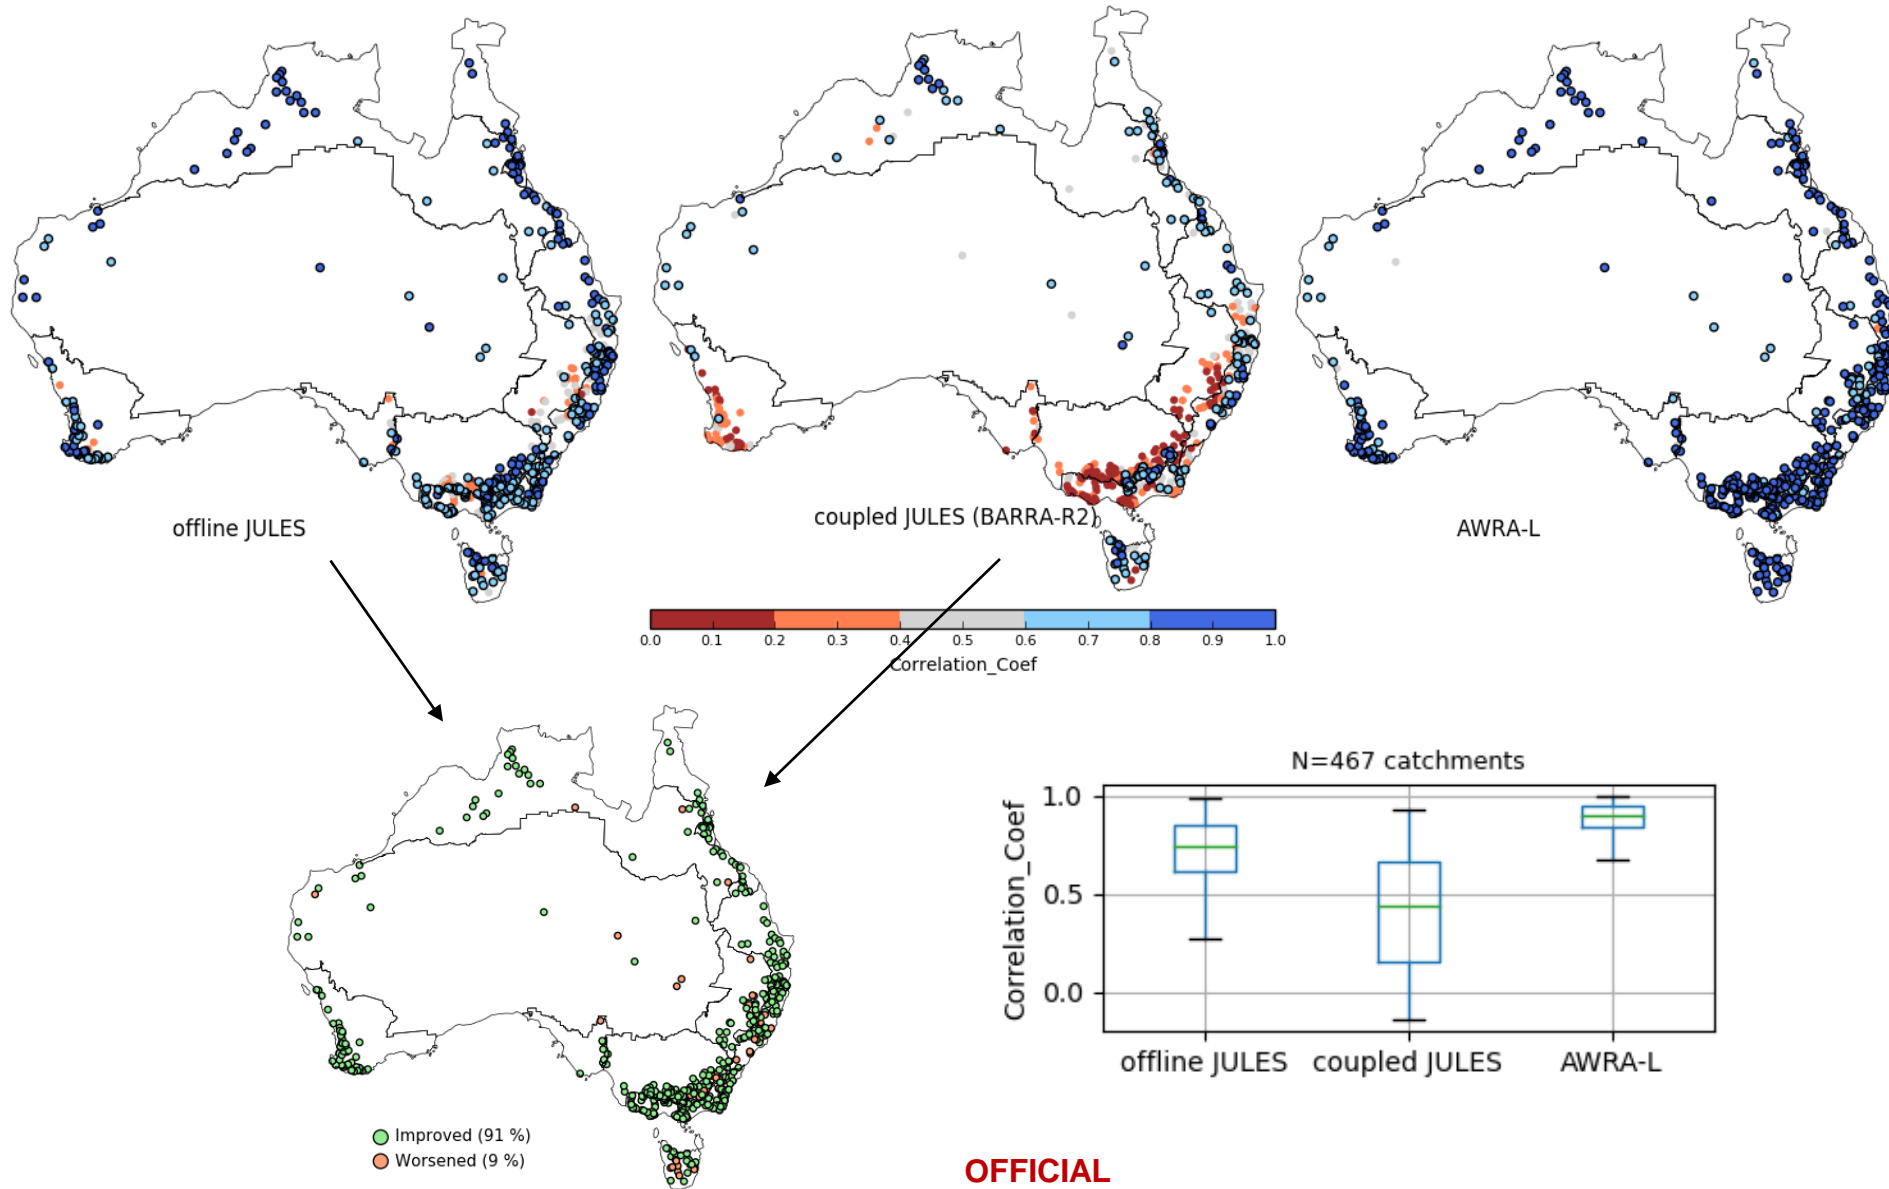 offline JULES
coupled JULES (BARRA-R2)
AWRA-L
0.0 0.1 0.2 0.3 0.4 0.5 0.6 0.7 0.8 0.9 1.0
Correlation_Coef
N=467 catchments
1.0
0.5
0.0
Correlation_Coef
offline JULES coupled JULES AWRA-L
Improved (91 %)
Worsened (9 %)
OFFICIAL